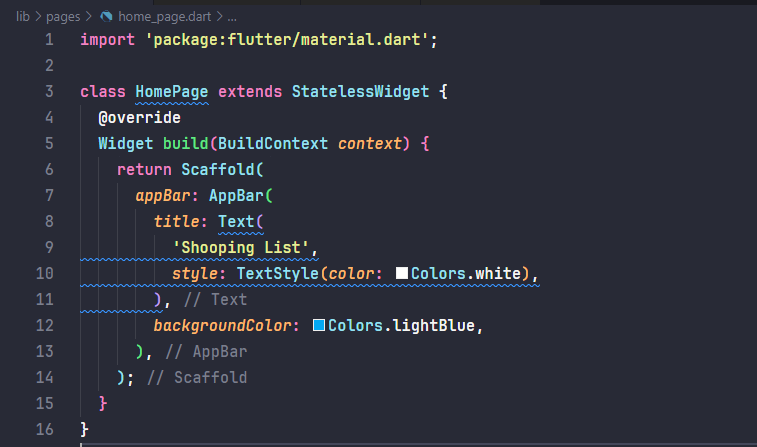 lib > pages > home_page.dart > ...
1 import 'package:flutter/material.dart';
2
3 class HomePage extends StatelessWidget {
4 @override
5 Widget build(BuildContext context) {
6 return Scaffold(
7 appBar: AppBar(
8 title: Text(
9 'Shooping List',
10 style: TextStyle(color: Colors.white),
11 ), // Text
12 backgroundColor: Colors.lightBlue,
13 ), // AppBar
14 ); // Scaffold
15 }
16 }